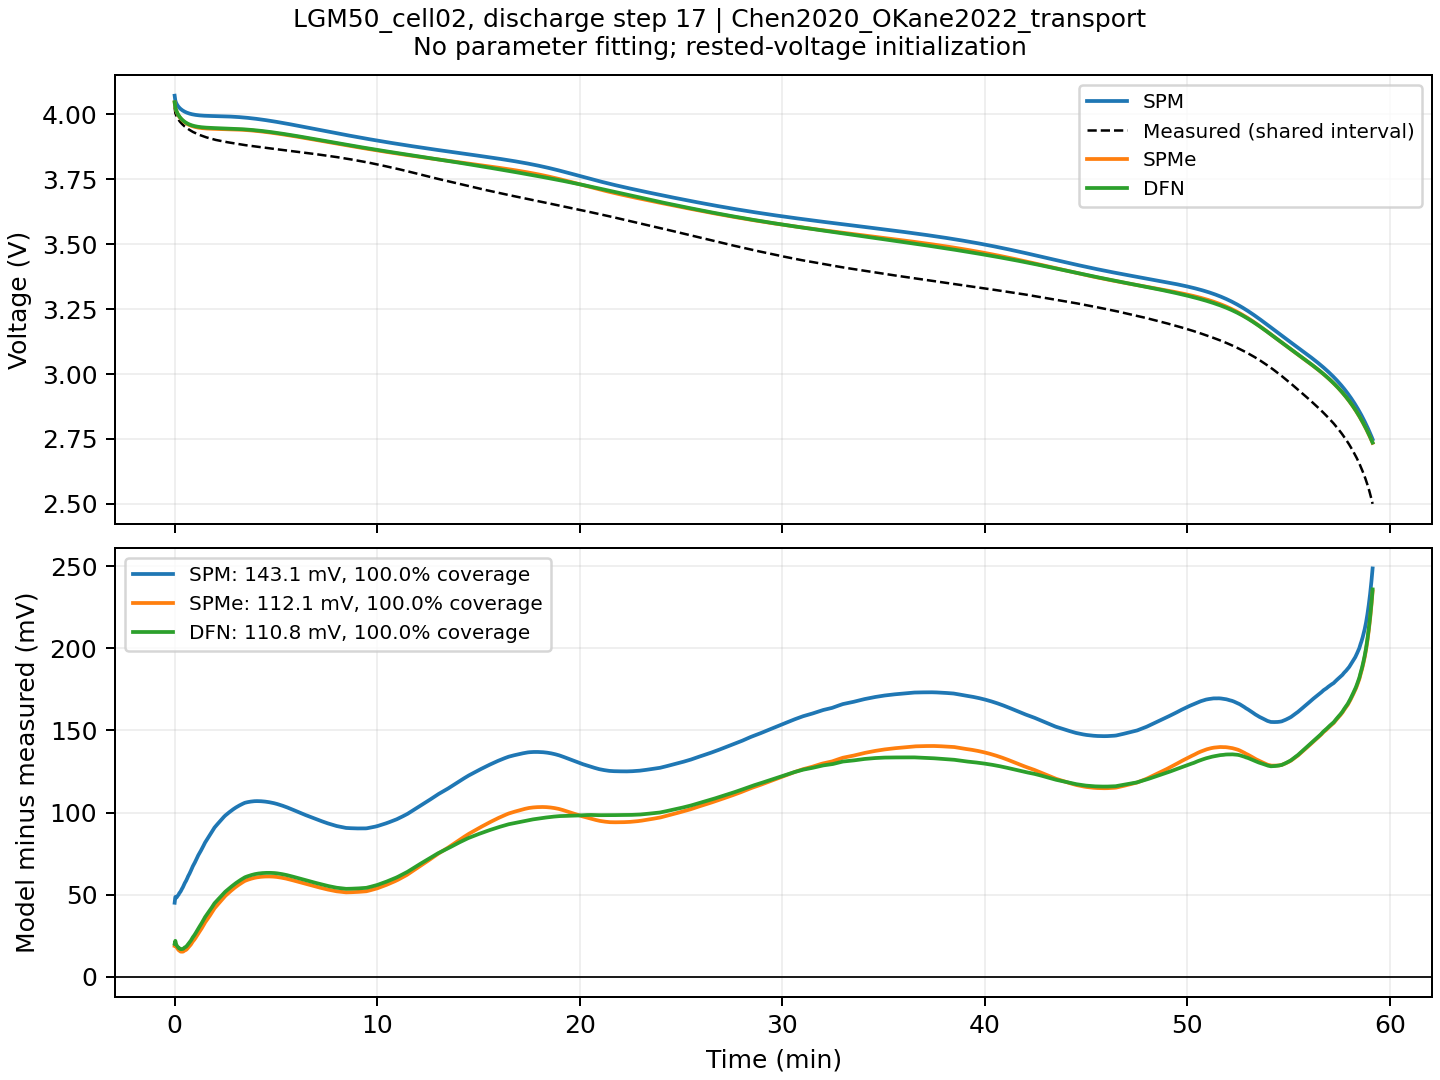 LGM50_cell02, discharge step 17 | Chen2020_OKane2022_transport
No parameter fitting; rested-voltage initialization
Voltage (V)
4.00
3.75
3.50
3.25
3.00
2.75
2.50
SPM
Measured (shared interval)
SPMe
DFN
Model minus measured (mV)
250
200
150
100
50
0
SPM: 143.1 mV, 100.0% coverage
SPMe: 112.1 mV, 100.0% coverage
DFN: 110.8 mV, 100.0% coverage
0 10 20 30 40 50 60
Time (min)